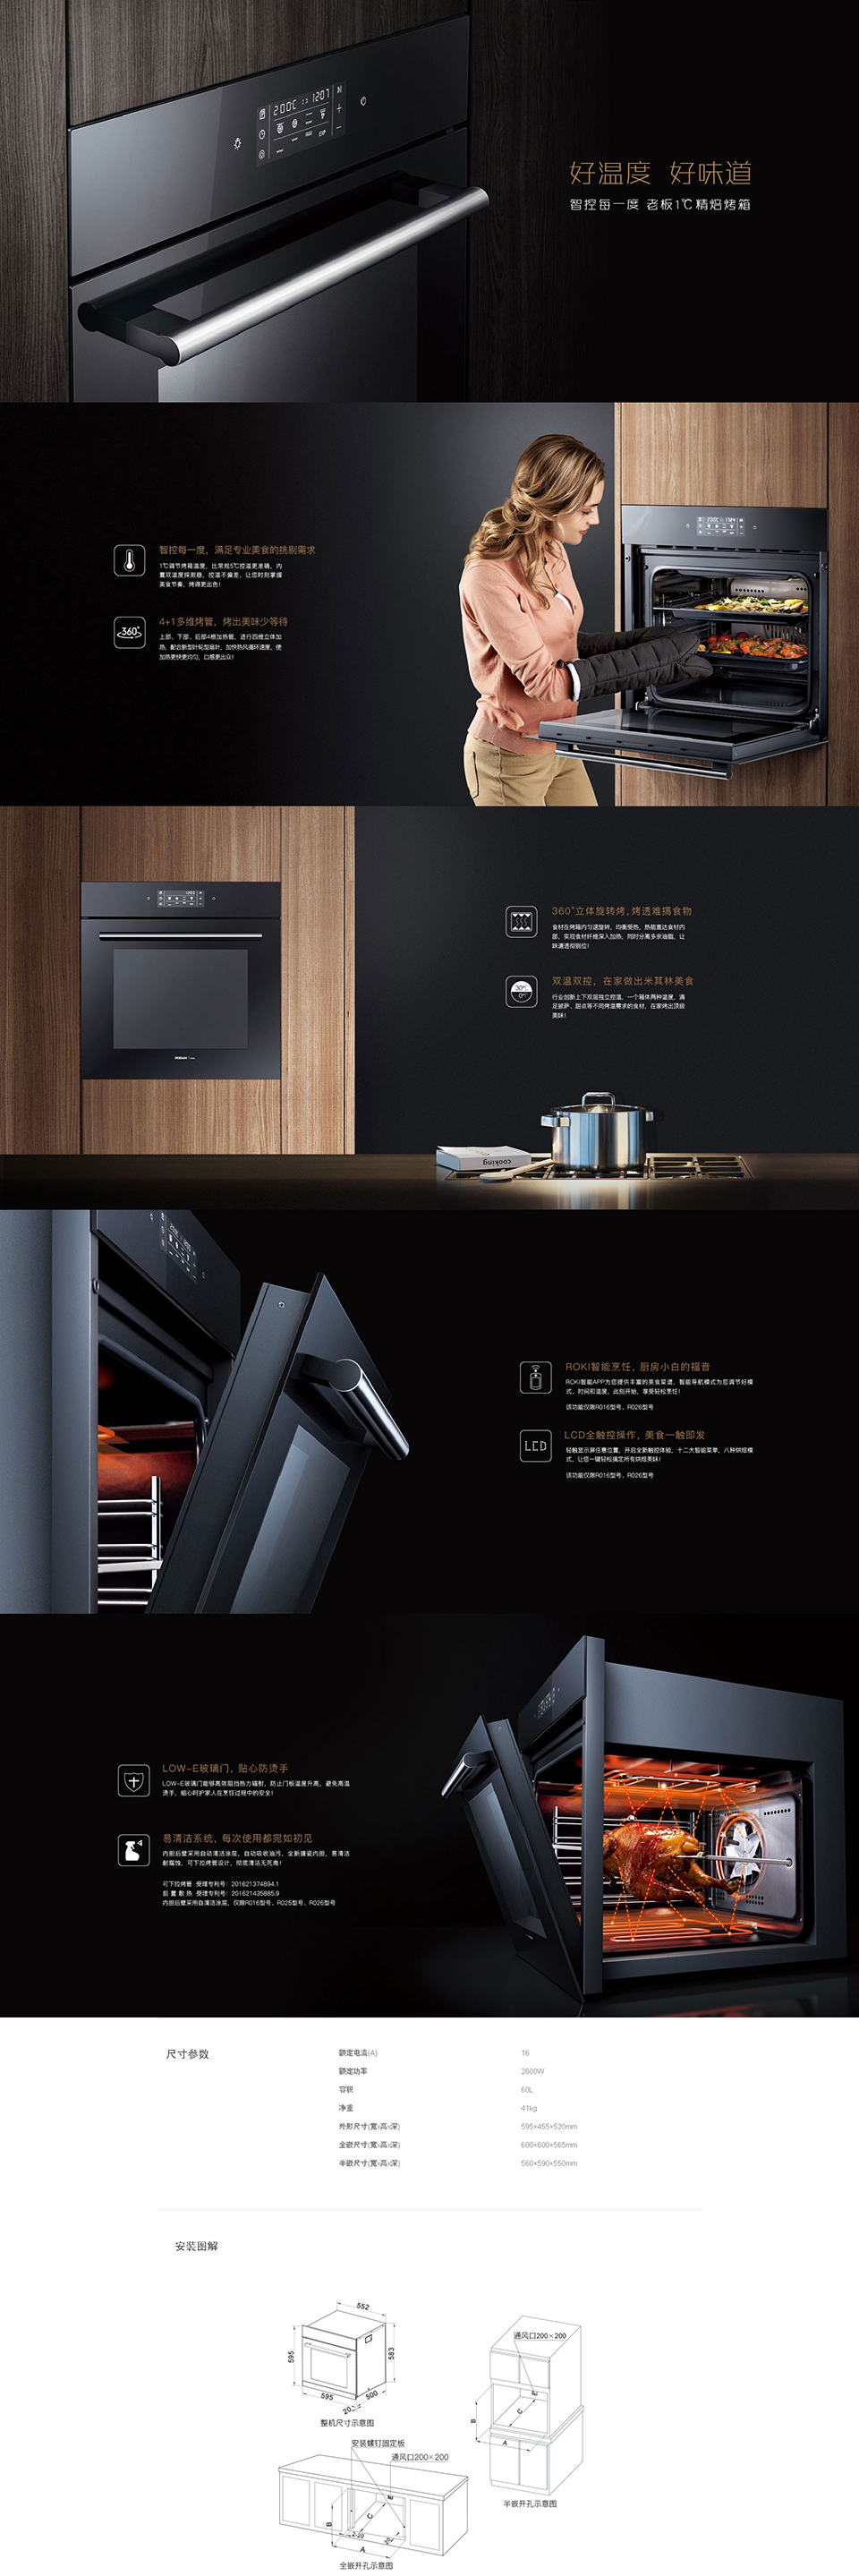 200C 1207
好温度 好味道
智控每一度 老板1℃精焙烤箱
智控每一度，满足专业美食的挑剔需求
1℃调节烤箱温度，比常规5℃控温更准确，内
置双温度探测器，控温不偏差，让您时刻掌握
美食节奏，烤得更出色！
360°
4+1多维烤管，烤出美味少等待
上部、下部、后部4根加热管，进行四维立体加
热，配合新型叶轮型扇叶，加快热风循环速度，使
加热更快更均匀，口感更出众！
360°立体旋转烤，烤透难搞食物
食材在烤箱内匀速旋转，均衡受热，热能直达食材内
部，实现食材纤维深入加热，同时分离多余油脂，让
味道透彻到位！
30℃
0℃
双温双控，在家做出米其林美食
行业创新上下双层独立控温，一个箱体两种温度，满
足披萨、甜点等不同烤温需求的食材，在家烤出顶级
美味！
ROBAM
cooking
ROKI智能烹饪，厨房小白的福音
ROKI智能APP为您提供丰富的美食菜谱，智能导航模式为您调节好模
式、时间和温度，此刻开始，享受轻松烹饪！
该功能仅限R016型号、R026型号
LCD
LCD全触控操作，美食一触即发
轻触显示屏任意位置，开启全新触控体验，十二大智能菜单，八种烘焙模
式，让您一键轻松搞定所有烘焙美味！
该功能仅限R016型号、R026型号
LOW-E玻璃门，贴心防烫手
LOW-E玻璃门能够高效阻挡热力辐射，防止门板温度升高，避免高温
烫手，细心呵护家人在烹饪过程中的安全！
易清洁系统，每次使用都宛如初见
内胆后壁采用自动清洁涂层，自动吸收油污，全新搪瓷内胆，易清洁
耐腐蚀，可下拉烤管设计，彻底清洁无死角！
可下拉烤管 受理专利号：201621374894.1
前置散热 受理专利号：201621435885.9
内胆后壁采用自清洁涂层，仅限R016型号、R025型号、R026型号
尺寸参数
额定电流(A) 16
额定功率 2600W
容积 60L
净重 41kg
外形尺寸(宽×高×深) 595×455×520mm
全嵌尺寸(宽×高×深) 600×600×565mm
半嵌尺寸(宽×高×深) 560×590×550mm
安装图解
552
595
583
595
20
500
整机尺寸示意图
通风口200×200
E
B
C
A
半嵌开孔示意图
安装螺钉固定板
通风口200×200
E
B
C
2-20
20
A
全嵌开孔示意图